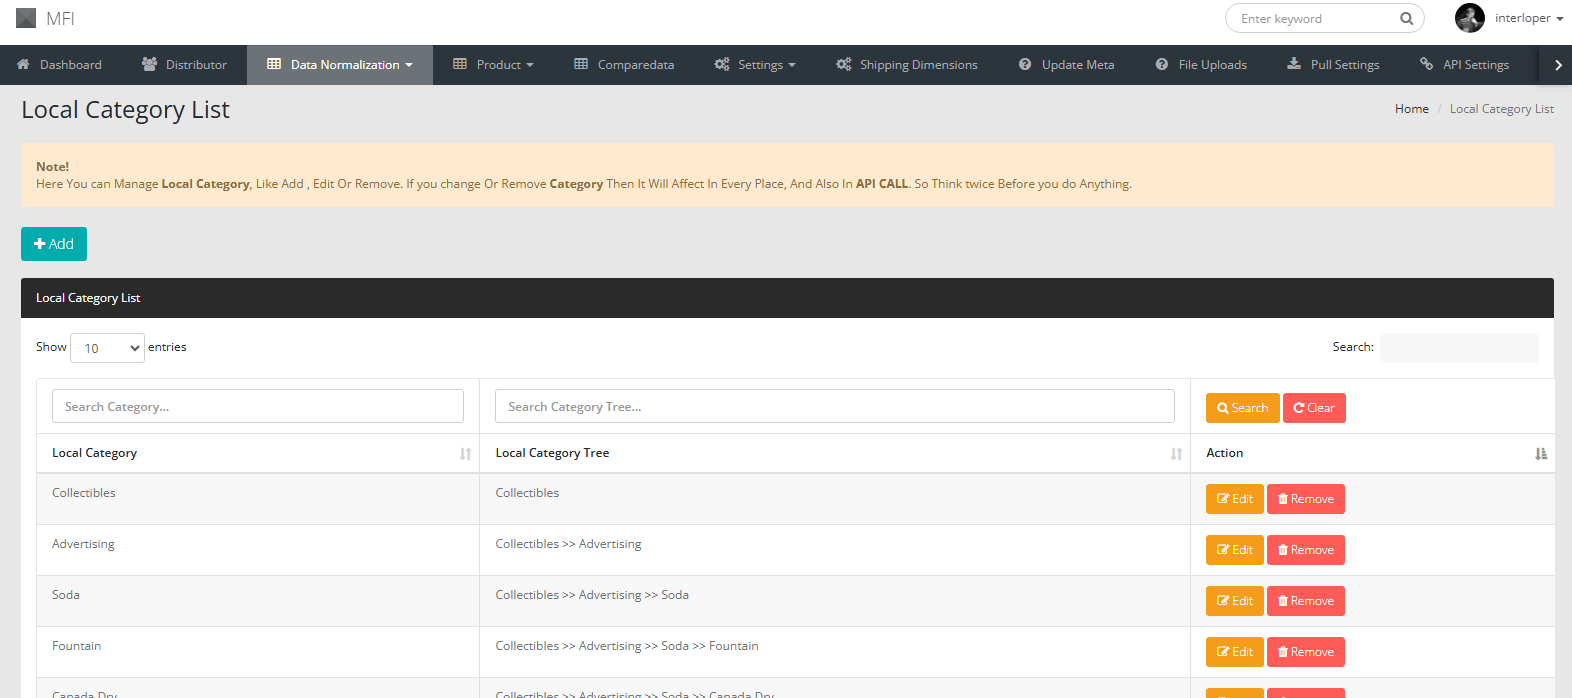 MFI
Enter keyword
interloper
Dashboard Distributor Data Normalization Product Comparedata Settings Shipping Dimensions Update Meta File Uploads Pull Settings API Settings
Local Category List
Home / Local Category List
Note!
Here You can Manage Local Category, Like Add , Edit Or Remove. If you change Or Remove Category Then It Will Affect In Every Place, And Also In API CALL. So Think twice Before you do Anything.
Add
Local Category List
Show 10 entries Search:
Search Category... Search Category Tree... Search Clear
Local Category Local Category Tree Action
Collectibles Collectibles Edit Remove
Advertising Collectibles >> Advertising Edit Remove
Soda Collectibles >> Advertising >> Soda Edit Remove
Fountain Collectibles >> Advertising >> Soda >> Fountain Edit Remove
Canada Dry Collectibles >> Advertising >> Soda >> Canada Dry